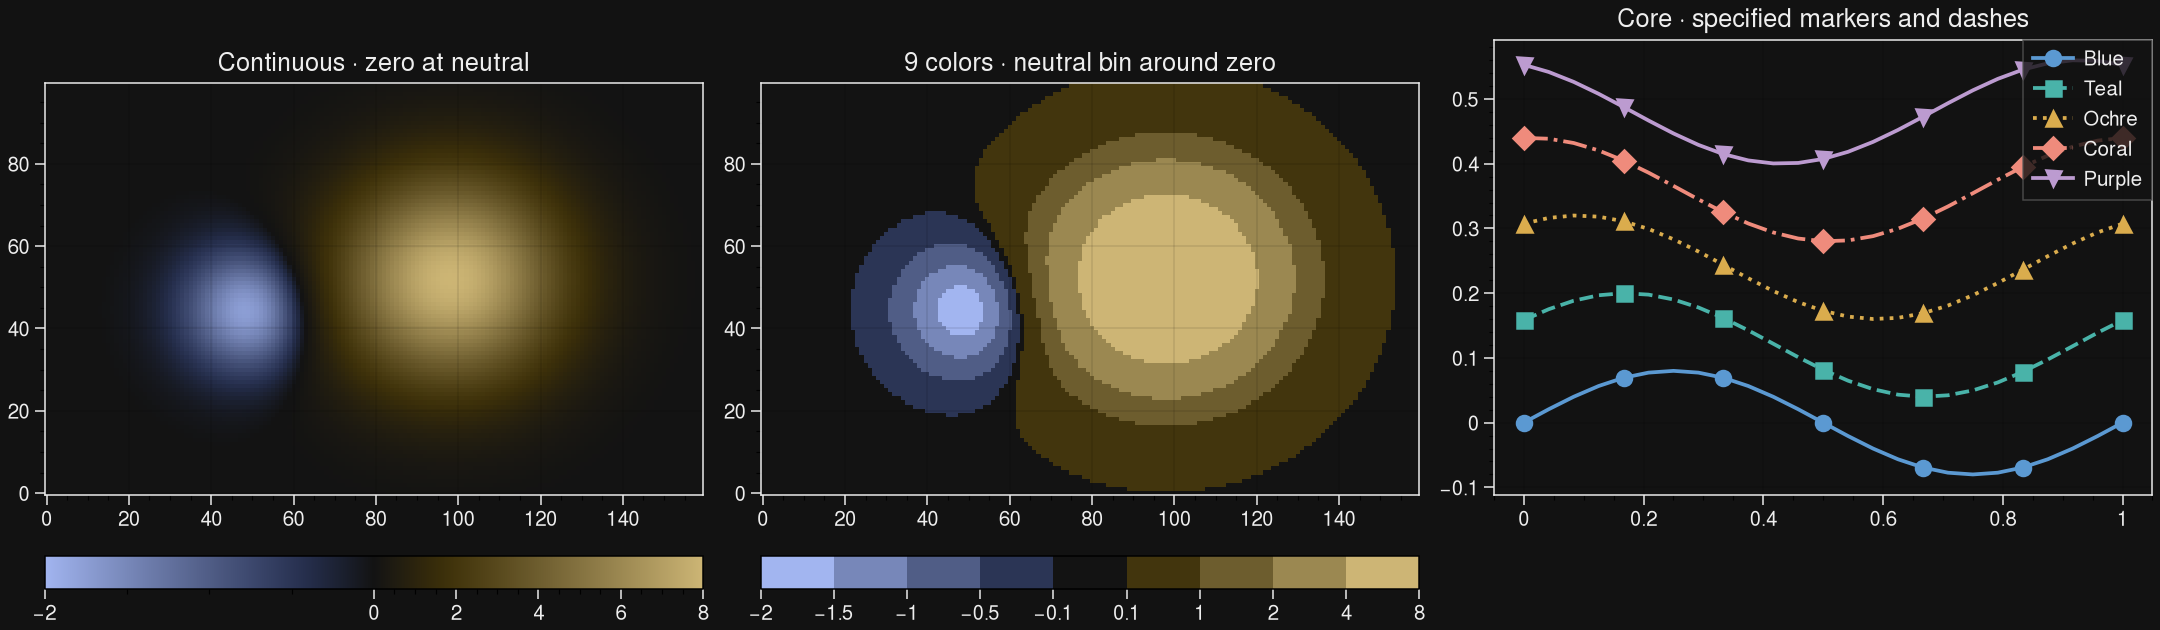 Continuous · zero at neutral
80
60
40
20
0
0 20 40 60 80 100 120 140
−2 0 2 4 6 8
9 colors · neutral bin around zero
80
60
40
20
0
0 20 40 60 80 100 120 140
−2 −1.5 −1 −0.5 −0.1 0.1 1 2 4 8
Core · specified markers and dashes
Blue
Teal
Ochre
Coral
Purple
0.5
0.4
0.3
0.2
0.1
0
−0.1
0 0.2 0.4 0.6 0.8 1